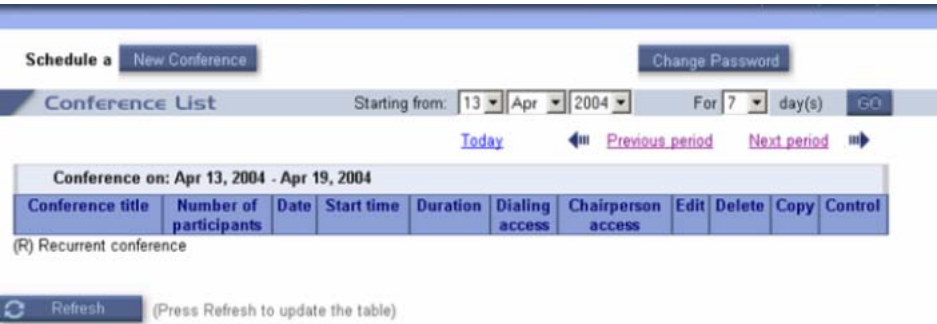 Schedule a New Conference Change Password
Conference List Starting from: 13 Apr 2004 For 7 day(s) GO
Today Previous period Next period
Conference on: Apr 13, 2004 - Apr 19, 2004
Conference title Number of participants Date Start time Duration Dialing access Chairperson access Edit Delete Copy Control
(R) Recurrent conference
Refresh (Press Refresh to update the table)